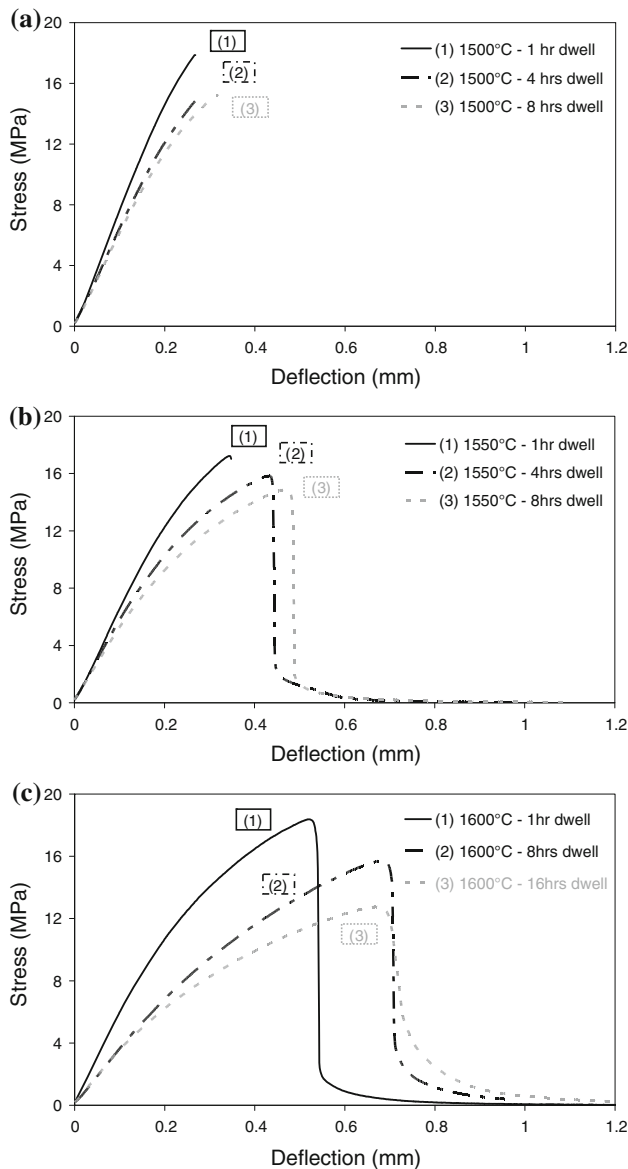 (a)
20
16
12
8
4
0
Stress (MPa)
(1)
(2)
(3)
(1) 1500°C - 1 hr dwell
(2) 1500°C - 4 hrs dwell
(3) 1500°C - 8 hrs dwell
0 0.2 0.4 0.6 0.8 1 1.2
Deflection (mm)
(b)
20
16
12
8
4
0
Stress (MPa)
(1)
(2)
(3)
(1) 1550°C - 1hr dwell
(2) 1550°C - 4hrs dwell
(3) 1550°C - 8hrs dwell
0 0.2 0.4 0.6 0.8 1 1.2
Deflection (mm)
(c)
20
16
12
8
4
0
Stress (MPa)
(1)
(2)
(3)
(1) 1600°C - 1hr dwell
(2) 1600°C - 8hrs dwell
(3) 1600°C - 16hrs dwell
0 0.2 0.4 0.6 0.8 1 1.2
Deflection (mm)